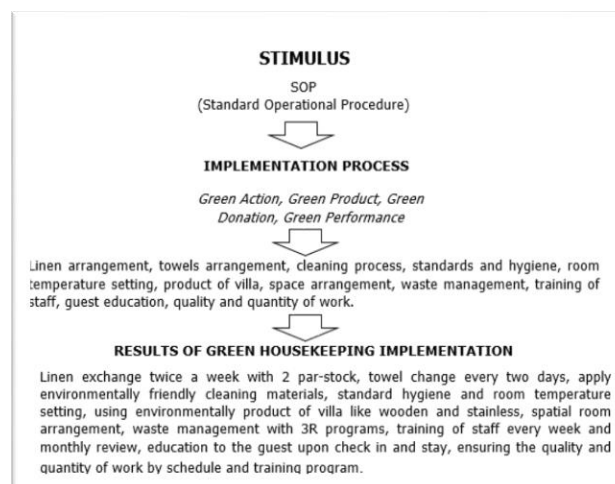 STIMULUS
SOP
(Standard Operational Procedure)
IMPLEMENTATION PROCESS
Green Action, Green Product, Green
Donation, Green Performance
Linen arrangement, towels arrangement, cleaning process, standards and hygiene, room
temperature setting, product of villa, space arrangement, waste management, training of
staff, guest education, quality and quantity of work.
RESULTS OF GREEN HOUSEKEEPING IMPLEMENTATION
Linen exchange twice a week with 2 par-stock, towel change every two days, apply
environmentally friendly cleaning materials, standard hygiene and room temperature
setting, using environmentally product of villa like wooden and stainless, spatial room
arrangement, waste management with 3R programs, training of staff every week and
monthly review, education to the guest upon check in and stay, ensuring the quality and
quantity of work by schedule and training program.